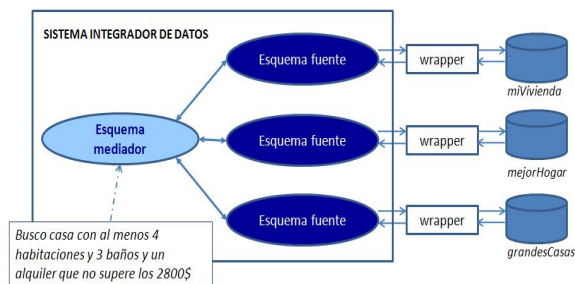 SISTEMA INTEGRADOR DE DATOS
Esquema fuente
wrapper
miVivienda
Esquema
mediador
Esquema fuente
wrapper
mejorHogar
Esquema fuente
wrapper
grandesCasas
Busco casa con al menos 4
habitaciones y 3 baños y un
alquiler que no supere los 2800$